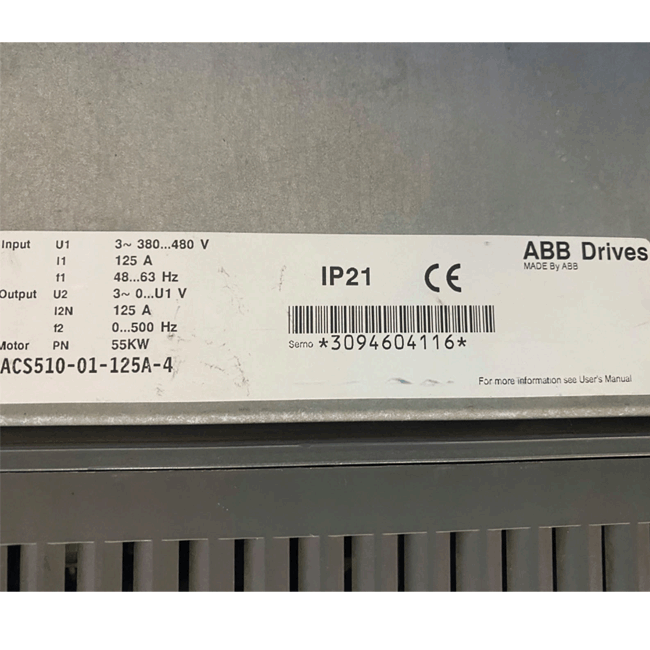 Input U1 3~ 380...480 V
I1 125 A
f1 48...63 Hz
Output U2 3~ 0...U1 V
I2N 125 A
f2 0...500 Hz
Motor PN 55KW
ACS510-01-125A-4
IP21 CE
ABB Drives
MADE By ABB
Serno *3094604116*
For more information see User's Manual